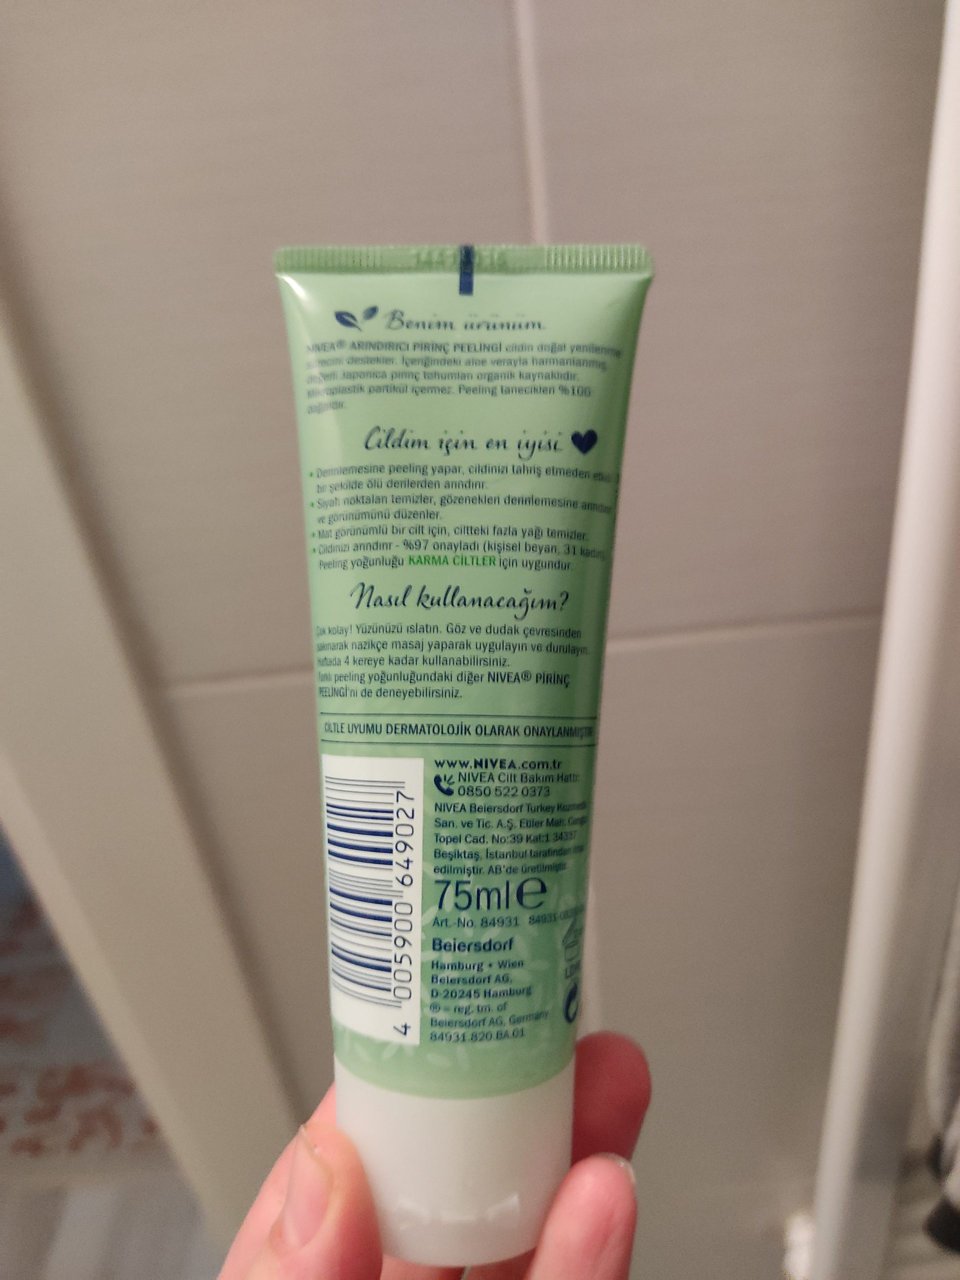 Benim ürünüm
NIVEA® ARINDIRICI PİRİNÇ PEELİNGİ cildin doğal yenilenme
sürecini destekler. İçeriğindeki aloe verayla harmanlanmış
değerli Japonica pirinç tohumları organik kaynaklıdır.
Mikroplastik partikül içermez. Peeling tanecikleri %100
doğaldır.
Cildim için en iyisi
• Derinlemesine peeling yapar, cildinizi tahriş etmeden
bir şekilde ölü derilerden arındırır.
• Siyah noktaları temizler, gözenekleri derinlemesine
ve görünümünü düzenler.
• Mat görünümlü bir cilt için, ciltteki fazla yağı temizler.
• Cildinizi arındırır - %97 onayladı (kişisel beyan, 31
Peeling yoğunluğu KARMA CİLTLER için uygundur.
Nasıl kullanacağım?
Çok kolay! Yüzünüzü ıslatın. Göz ve dudak çevresinden
sakınarak nazikçe masaj yaparak uygulayın ve durulayın.
Haftada 4 kereye kadar kullanabilirsiniz.
Farklı peeling yoğunluğundaki diğer NIVEA® PİRİNÇ
PEELİNGİ'ni de deneyebilirsiniz.
CİLTLE UYUMU DERMATOLOJİK OLARAK ONAYLANMIŞTIR
www.NIVEA.com.tr
NIVEA Cilt Bakım Hattı:
0850 522 0373
NIVEA Beiersdorf Turkey Kozmetik
San. ve Tic. A.Ş. Etiler Mah.
Topel Cad. No:39 Kat:1 34337
Beşiktaş, İstanbul tarafından
edilmiştir. AB'de üretilmiştir.
75ml e
Art.-No. 84931
Beiersdorf
Hamburg • Wien
Beiersdorf AG,
D-20245 Hamburg
® = reg. tm. of
Beiersdorf AG, Germany
84931.820.BA.01
4 005900 649027